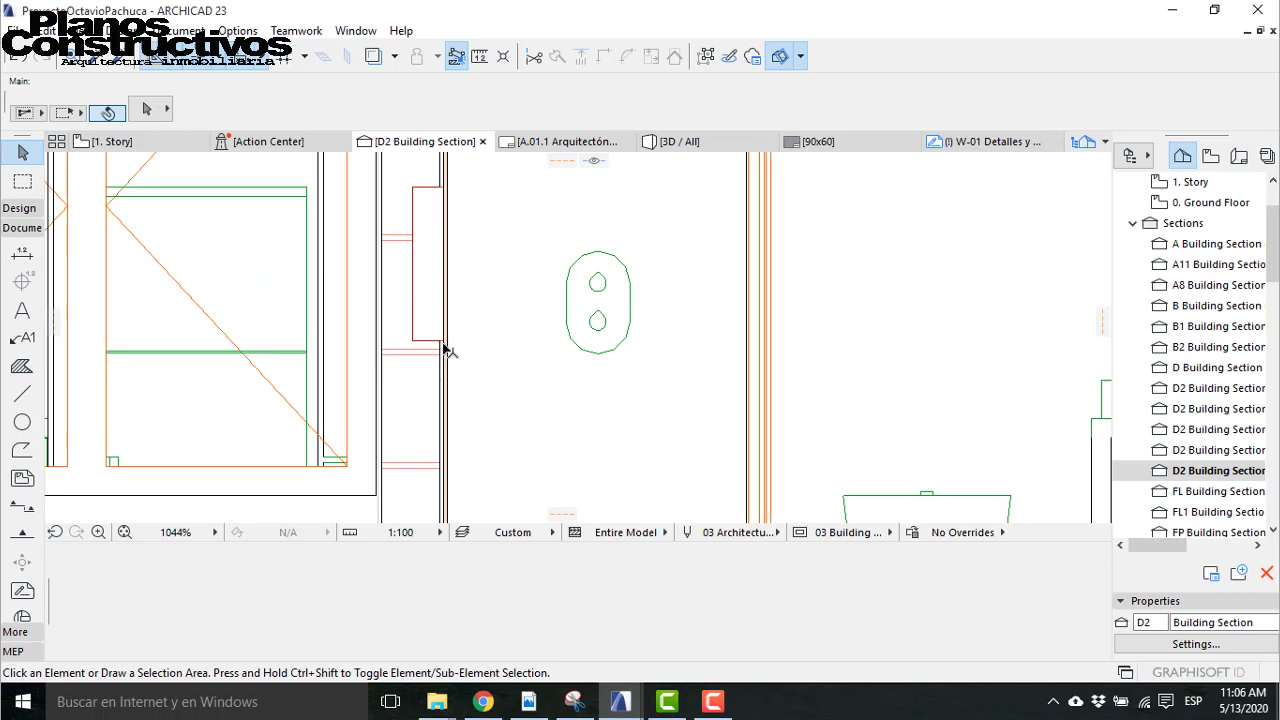 ProyectoOctavioPachuca - ARCHICAD 23
Planos
Constructivos
Arquitectura inmobiliaria++
Document Options Teamwork Window Help
Main:
[1. Story] [Action Center] [D2 Building Section] [A.01.1 Arquitectón... [3D / All] [90x60] (!) W-01 Detalles y ...
Design
Docume
1.2
A
A1
More
MEP
1. Story
0. Ground Floor
Sections
A Building Section
A11 Building Sectio
A8 Building Section
B Building Section
B1 Building Section
B2 Building Section
D Building Section
D2 Building Section
D2 Building Section
D2 Building Section
D2 Building Section
D2 Building Section
FL Building Section
FL1 Building Sectio
FP Building Section
1044% N/A 1:100 Custom Entire Model 03 Architectu... 03 Building ... No Overrides
Properties
D2 Building Section
Settings...
Click an Element or Draw a Selection Area. Press and Hold Ctrl+Shift to Toggle Element/Sub-Element Selection.
GRAPHISOFT ID
Buscar en Internet y en Windows
ESP
11:06 AM
5/13/2020